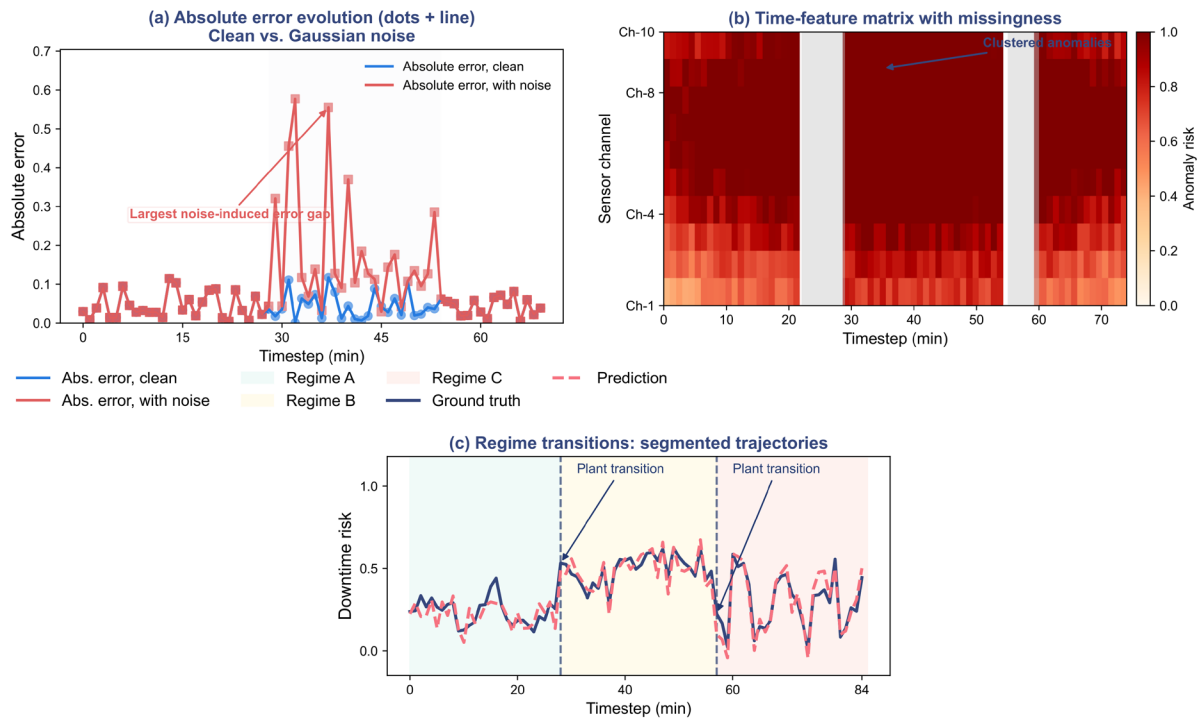 (a) Absolute error evolution (dots + line)
Clean vs. Gaussian noise
0.7
0.6
0.5
0.4
0.3
0.2
0.1
0.0
Absolute error
Absolute error, clean
Absolute error, with noise
Largest noise-induced error gap
0 15 30 45 60
Timestep (min)
(b) Time-feature matrix with missingness
Ch-10
Ch-8
Ch-4
Ch-1
Sensor channel
Clustered anomalies
0 10 20 30 40 50 60 70
Timestep (min)
1.0
0.8
0.6
0.4
0.2
0.0
Anomaly risk
Abs. error, clean
Abs. error, with noise
Regime A
Regime B
Regime C
Ground truth
Prediction
(c) Regime transitions: segmented trajectories
1.0
0.5
0.0
Downtime risk
Plant transition
Plant transition
0 20 40 60 84
Timestep (min)